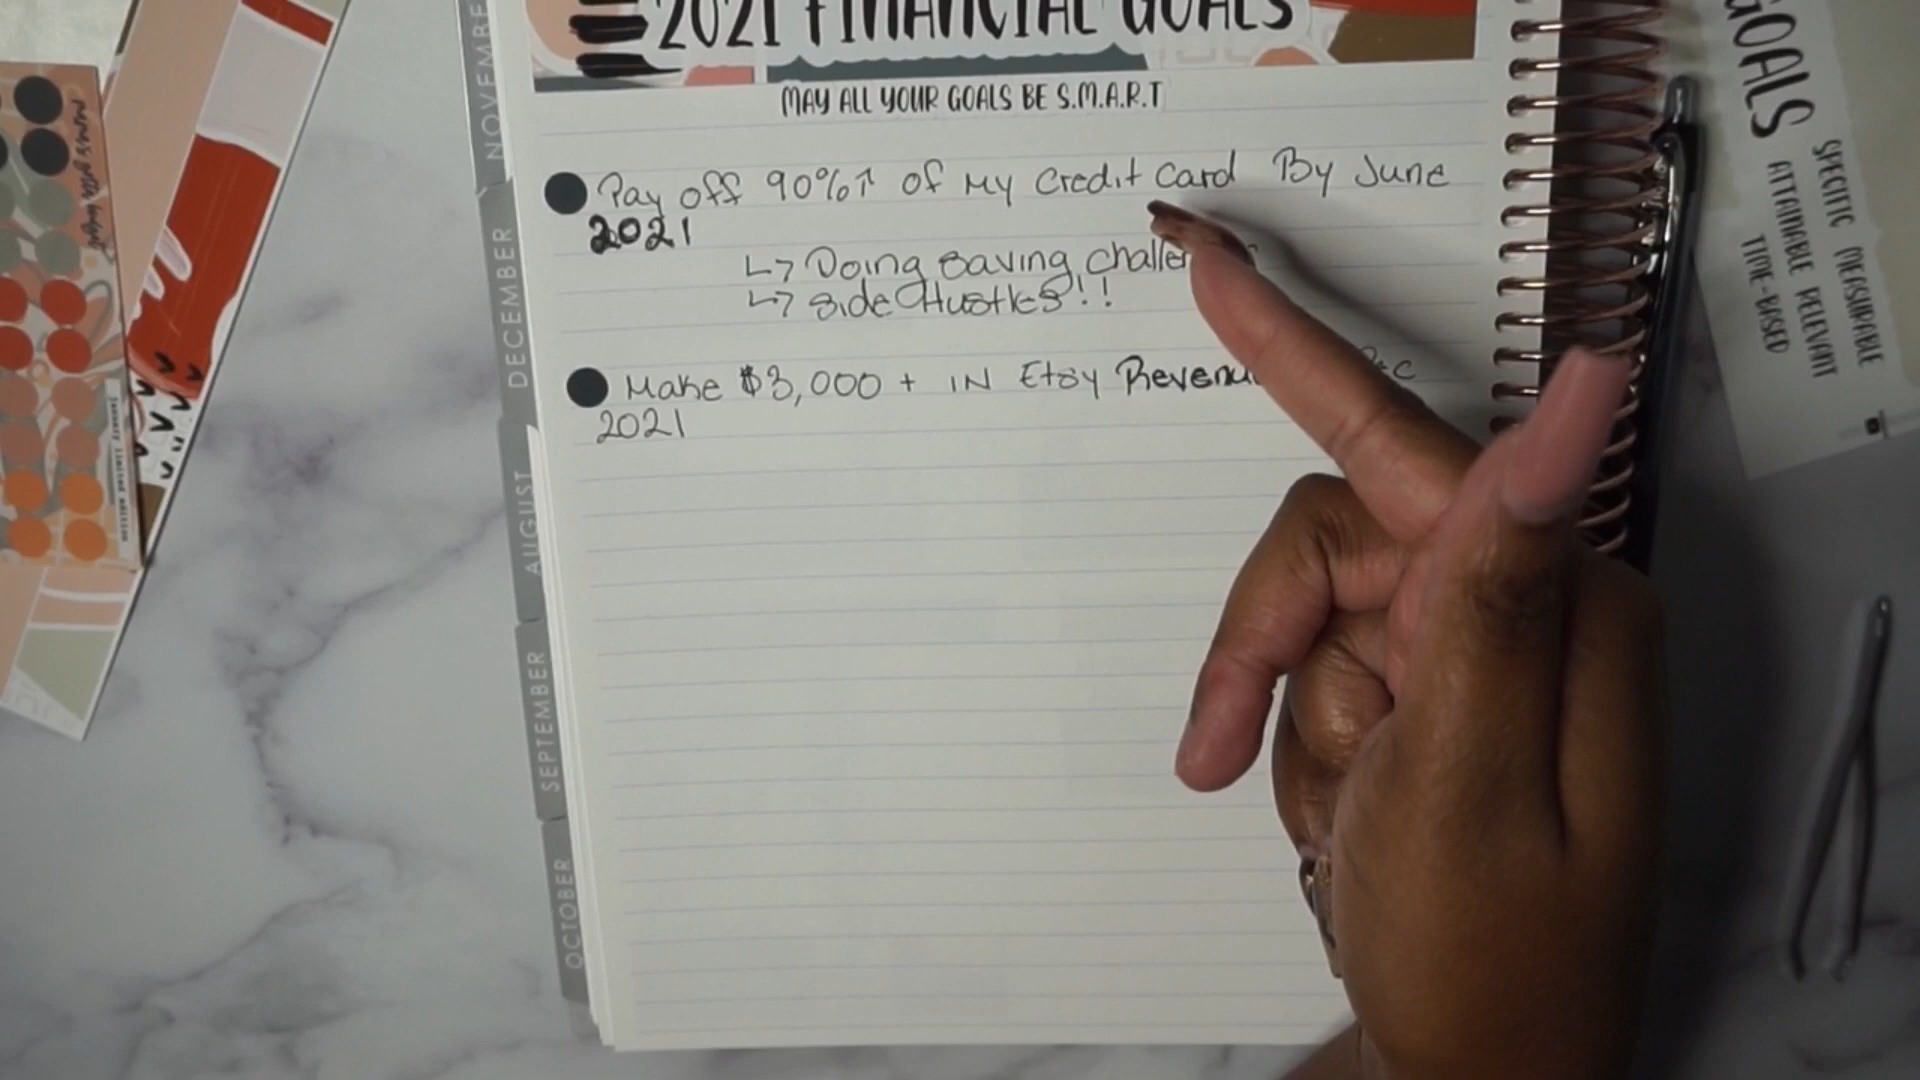 2021 FINANCIAL GOALS
MAY ALL YOUR GOALS BE S.M.A.R.T
Pay off 90%↑ of my credit card By June
2021
↳ Doing saving
↳ side Hustles!!
Make $3,000 + IN Etsy
2021
NOVEMBER
DECEMBER
AUGUST
SEPTEMBER
OCTOBER
GOALS
SPECIFIC MEASURABLE
ATTAINABLE RELEVANT
TIME-BASED